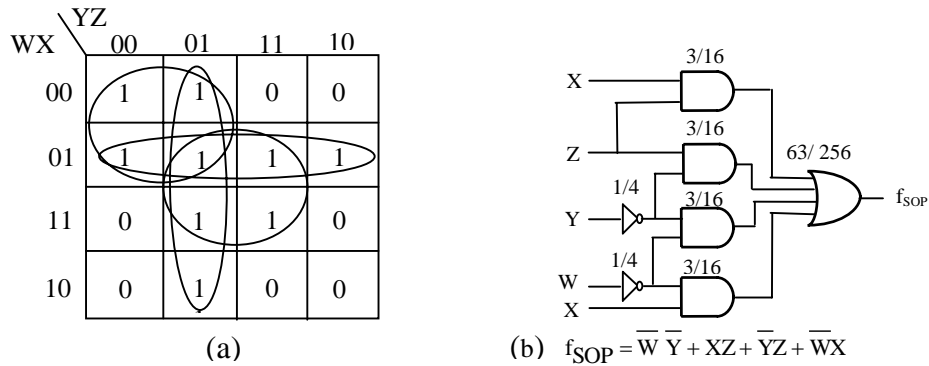 YZ
WX 00 01 11 10
00 1 1 0 0
01 1 1 1 1
11 0 1 1 0
10 0 1 0 0
(a)
3/16
X
3/16
Z
63/ 256
1/4
3/16
f_SOP
Y
1/4
3/16
W
X
(b) f_SOP = W̅ Y̅ + XZ + Y̅Z + W̅X